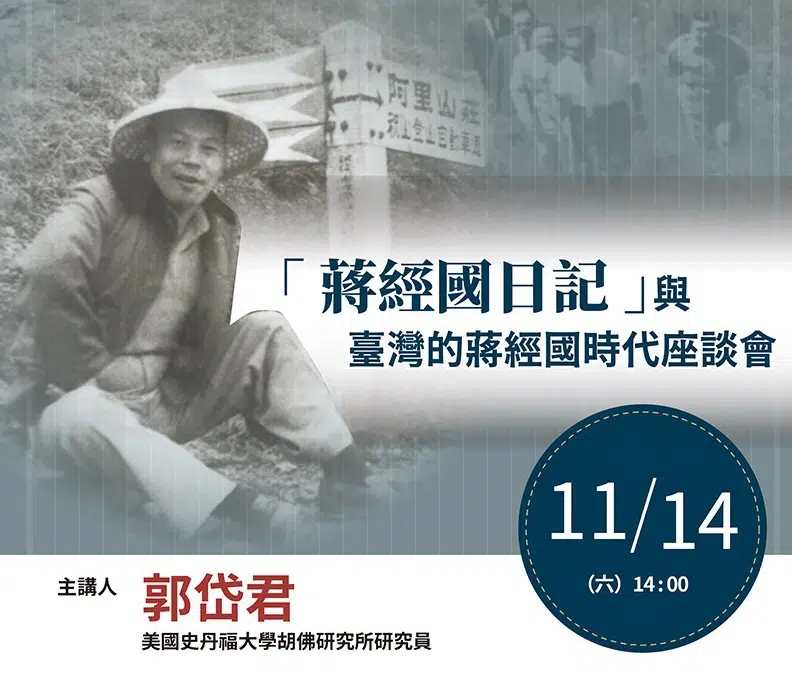 阿里山莊
「蔣經國日記」與
臺灣的蔣經國時代座談會
11/14
（六）14:00
主講人
郭岱君
美國史丹福大學胡佛研究所研究員